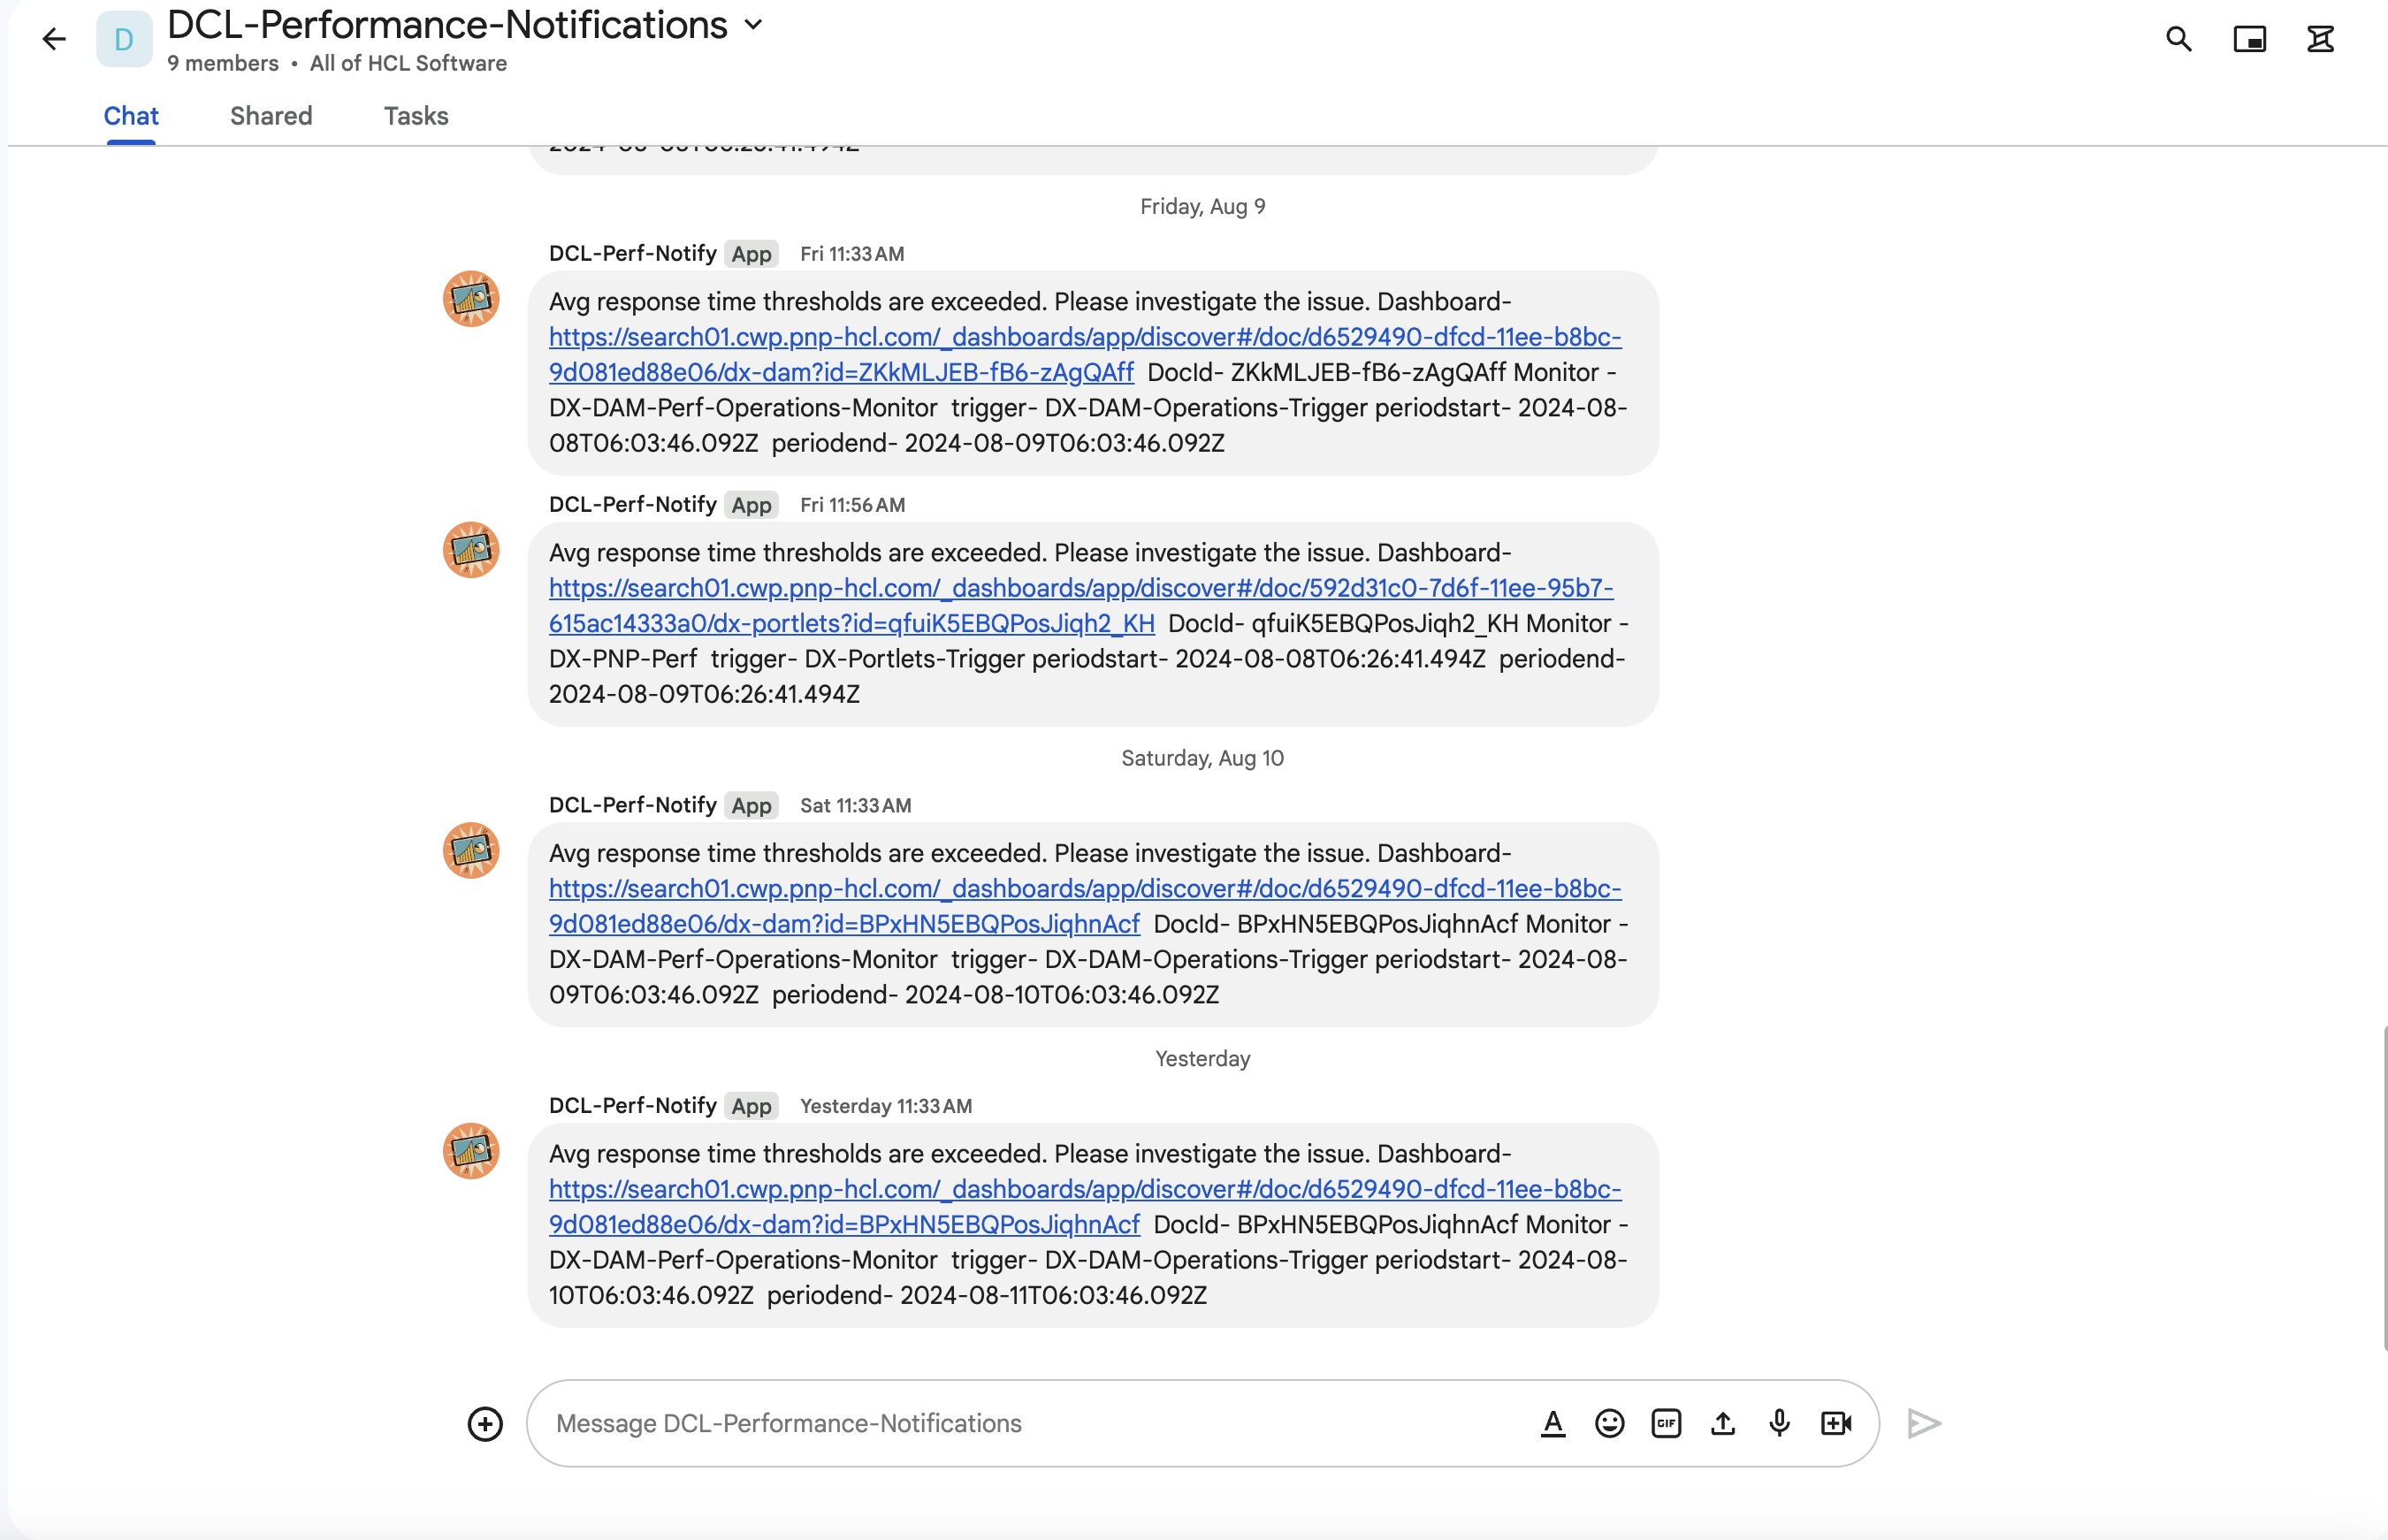 D
DCL-Performance-Notifications
9 members • All of HCL Software
Chat Shared Tasks
Friday, Aug 9
DCL-Perf-Notify App Fri 11:33 AM
Avg response time thresholds are exceeded. Please investigate the issue. Dashboard-
https://search01.cwp.pnp-hcl.com/_dashboards/app/discover#/doc/d6529490-dfcd-11ee-b8bc-
9d081ed88e06/dx-dam?id=ZKkMLJEB-fB6-zAgQAff DocId- ZKkMLJEB-fB6-zAgQAff Monitor -
DX-DAM-Perf-Operations-Monitor trigger- DX-DAM-Operations-Trigger periodstart- 2024-08-
08T06:03:46.092Z periodend- 2024-08-09T06:03:46.092Z
DCL-Perf-Notify App Fri 11:56 AM
Avg response time thresholds are exceeded. Please investigate the issue. Dashboard-
https://search01.cwp.pnp-hcl.com/_dashboards/app/discover#/doc/592d31c0-7d6f-11ee-95b7-
615ac14333a0/dx-portlets?id=qfuiK5EBQPosJiqh2_KH DocId- qfuiK5EBQPosJiqh2_KH Monitor -
DX-PNP-Perf trigger- DX-Portlets-Trigger periodstart- 2024-08-08T06:26:41.494Z periodend-
2024-08-09T06:26:41.494Z
Saturday, Aug 10
DCL-Perf-Notify App Sat 11:33 AM
Avg response time thresholds are exceeded. Please investigate the issue. Dashboard-
https://search01.cwp.pnp-hcl.com/_dashboards/app/discover#/doc/d6529490-dfcd-11ee-b8bc-
9d081ed88e06/dx-dam?id=BPxHN5EBQPosJiqhnAcf DocId- BPxHN5EBQPosJiqhnAcf Monitor -
DX-DAM-Perf-Operations-Monitor trigger- DX-DAM-Operations-Trigger periodstart- 2024-08-
09T06:03:46.092Z periodend- 2024-08-10T06:03:46.092Z
Yesterday
DCL-Perf-Notify App Yesterday 11:33 AM
Avg response time thresholds are exceeded. Please investigate the issue. Dashboard-
https://search01.cwp.pnp-hcl.com/_dashboards/app/discover#/doc/d6529490-dfcd-11ee-b8bc-
9d081ed88e06/dx-dam?id=BPxHN5EBQPosJiqhnAcf DocId- BPxHN5EBQPosJiqhnAcf Monitor -
DX-DAM-Perf-Operations-Monitor trigger- DX-DAM-Operations-Trigger periodstart- 2024-08-
10T06:03:46.092Z periodend- 2024-08-11T06:03:46.092Z
Message DCL-Performance-Notifications A GIF